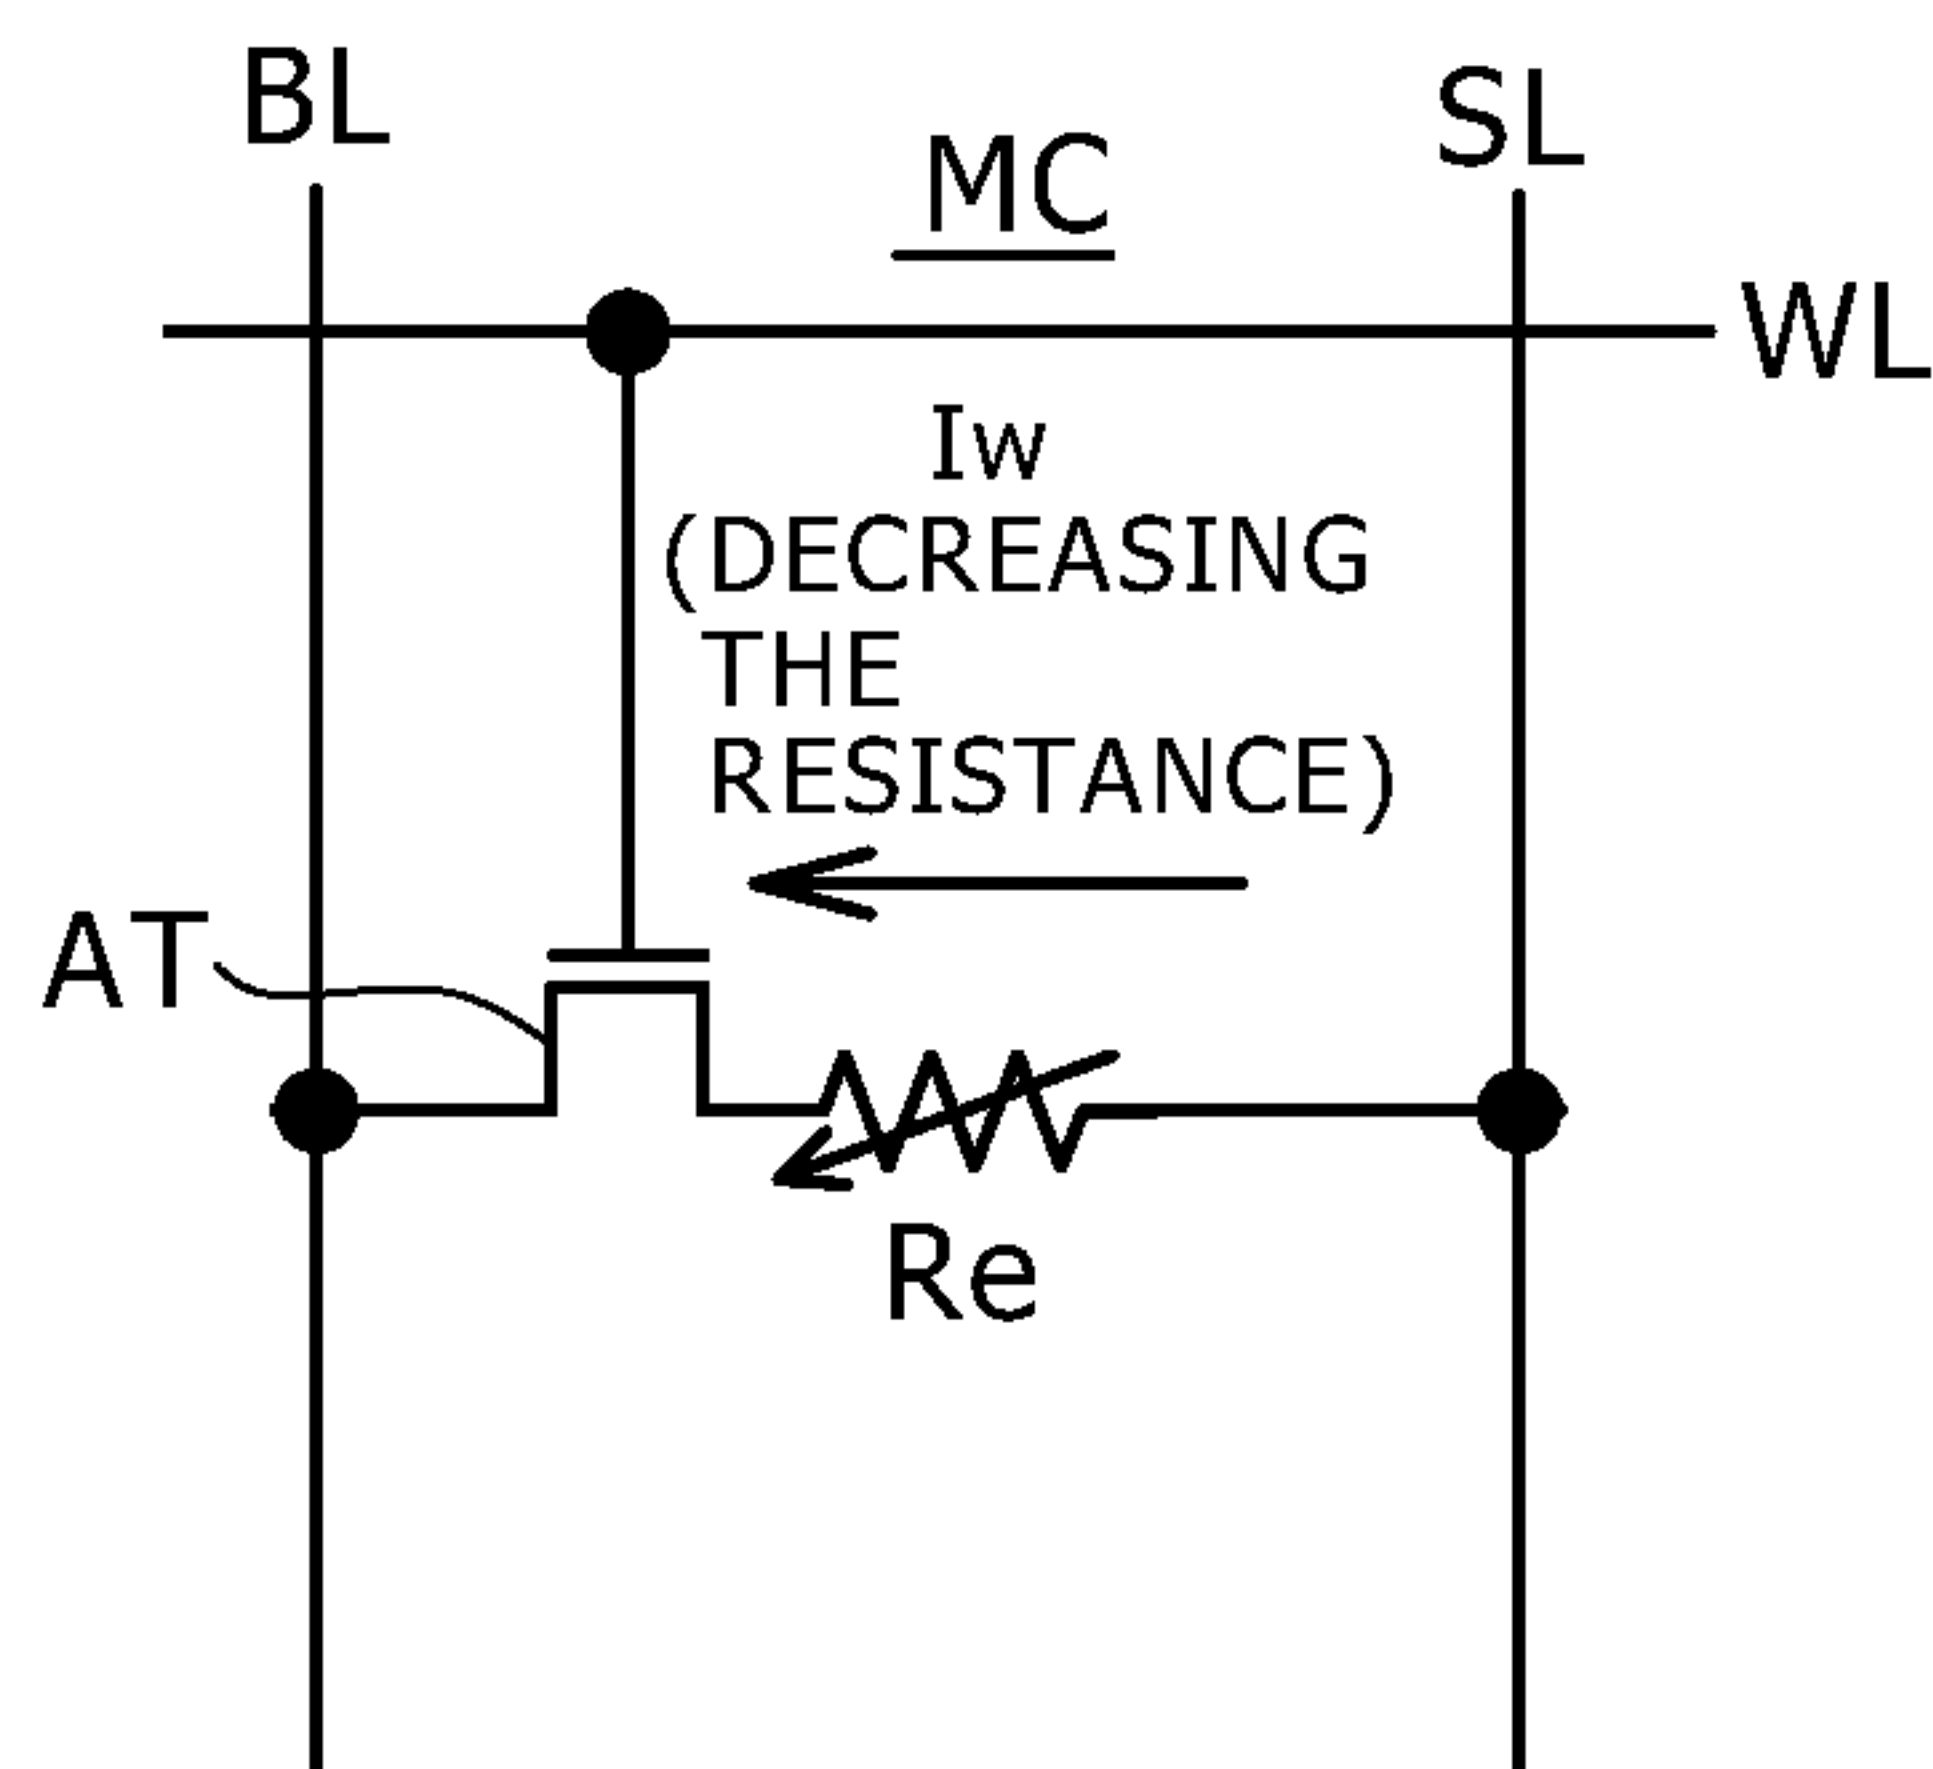 BL
SL
MC
WL
Iw
(DECREASING
THE
RESISTANCE)
AT
Re